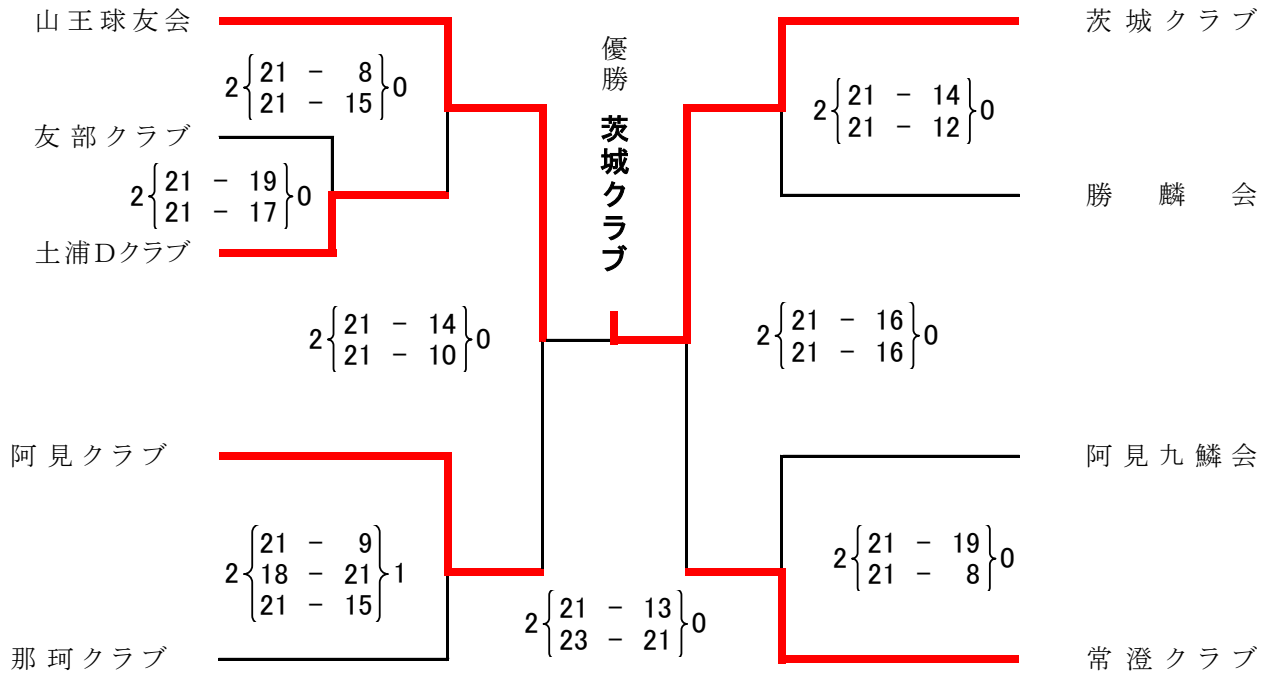 山王球友会
2{21 - 8}0
21 - 15
友部クラブ
2{21 - 19}0
21 - 17
土浦Dクラブ
2{21 - 14}0
21 - 10
阿見クラブ
2{21 - 9}1
18 - 21
21 - 15
那珂クラブ
優勝 茨城クラブ
2{21 - 13}0
23 - 21
茨城クラブ
2{21 - 14}0
21 - 12
勝麟会
2{21 - 16}0
21 - 16
阿見九鱗会
2{21 - 19}0
21 - 8
常澄クラブ